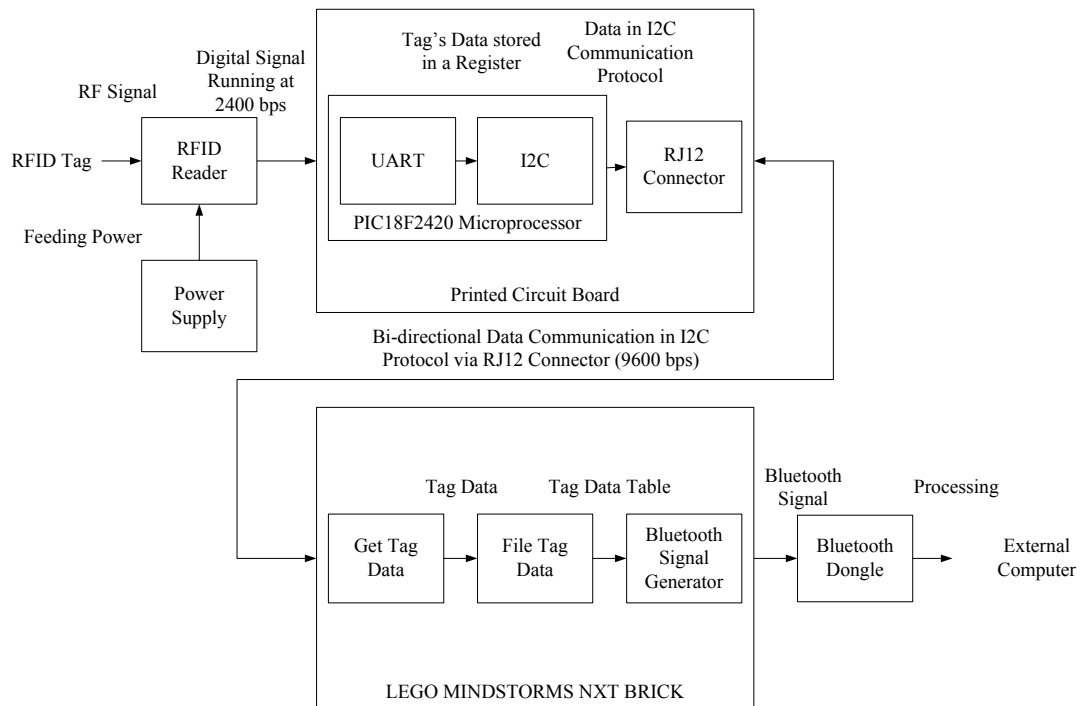 RF Signal
Digital Signal
Running at
2400 bps
Tag’s Data stored
in a Register
Data in I2C
Communication
Protocol
RFID Tag
RFID
Reader
UART
I2C
RJ12
Connector
PIC18F2420 Microprocessor
Feeding Power
Power
Supply
Printed Circuit Board
Bi-directional Data Communication in I2C
Protocol via RJ12 Connector (9600 bps)
Tag Data
Tag Data Table
Bluetooth
Signal
Processing
Get Tag
Data
File Tag
Data
Bluetooth
Signal
Generator
Bluetooth
Dongle
External
Computer
LEGO MINDSTORMS NXT BRICK